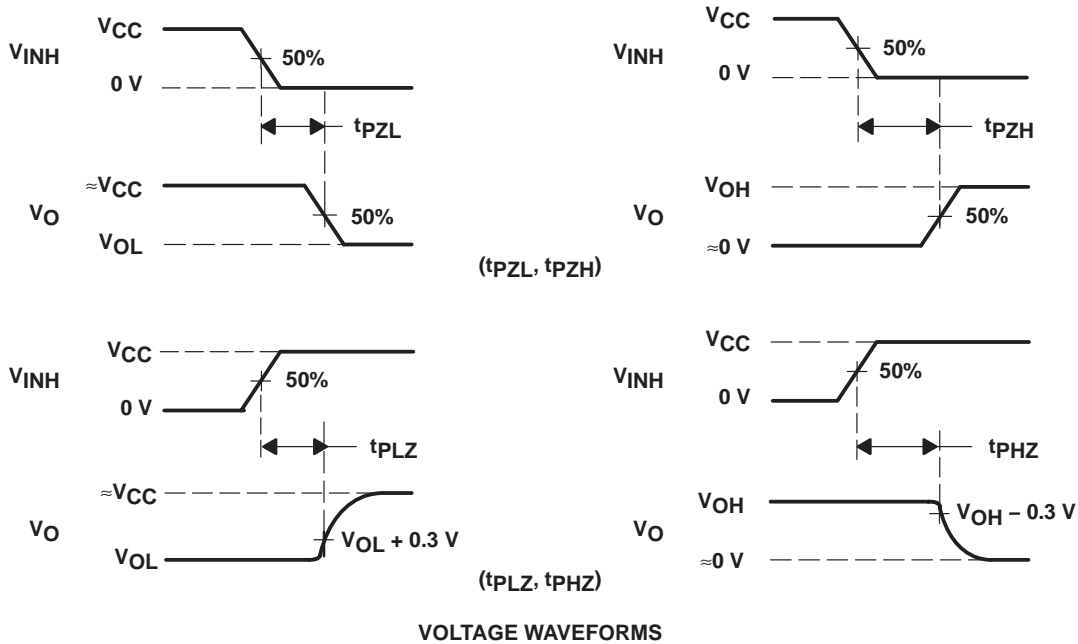 VCC
VINH
50%
0 V
tPZL
≈VCC
VO
50%
VOL
VCC
VINH
50%
0 V
tPZH
VOH
VO
50%
≈0 V
(tPZL, tPZH)
VCC
VINH
50%
0 V
tPLZ
≈VCC
VO
VOL + 0.3 V
VOL
VCC
VINH
50%
0 V
tPHZ
VOH
VOH – 0.3 V
VO
≈0 V
(tPLZ, tPHZ)
VOLTAGE WAVEFORMS